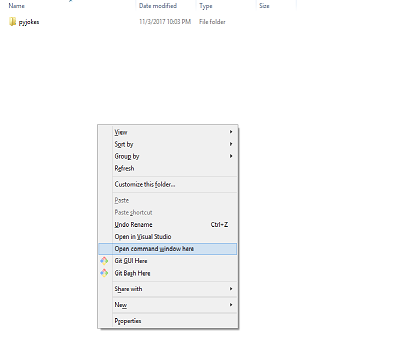 Name Date modified Type Size
pyjokes 11/3/2017 10:03 PM File folder
View
Sort by
Group by
Refresh
Customize this folder...
Paste
Paste shortcut
Undo Rename Ctrl+Z
Open in Visual Studio
Open command window here
Git GUI Here
Git Bash Here
Share with
New
Properties